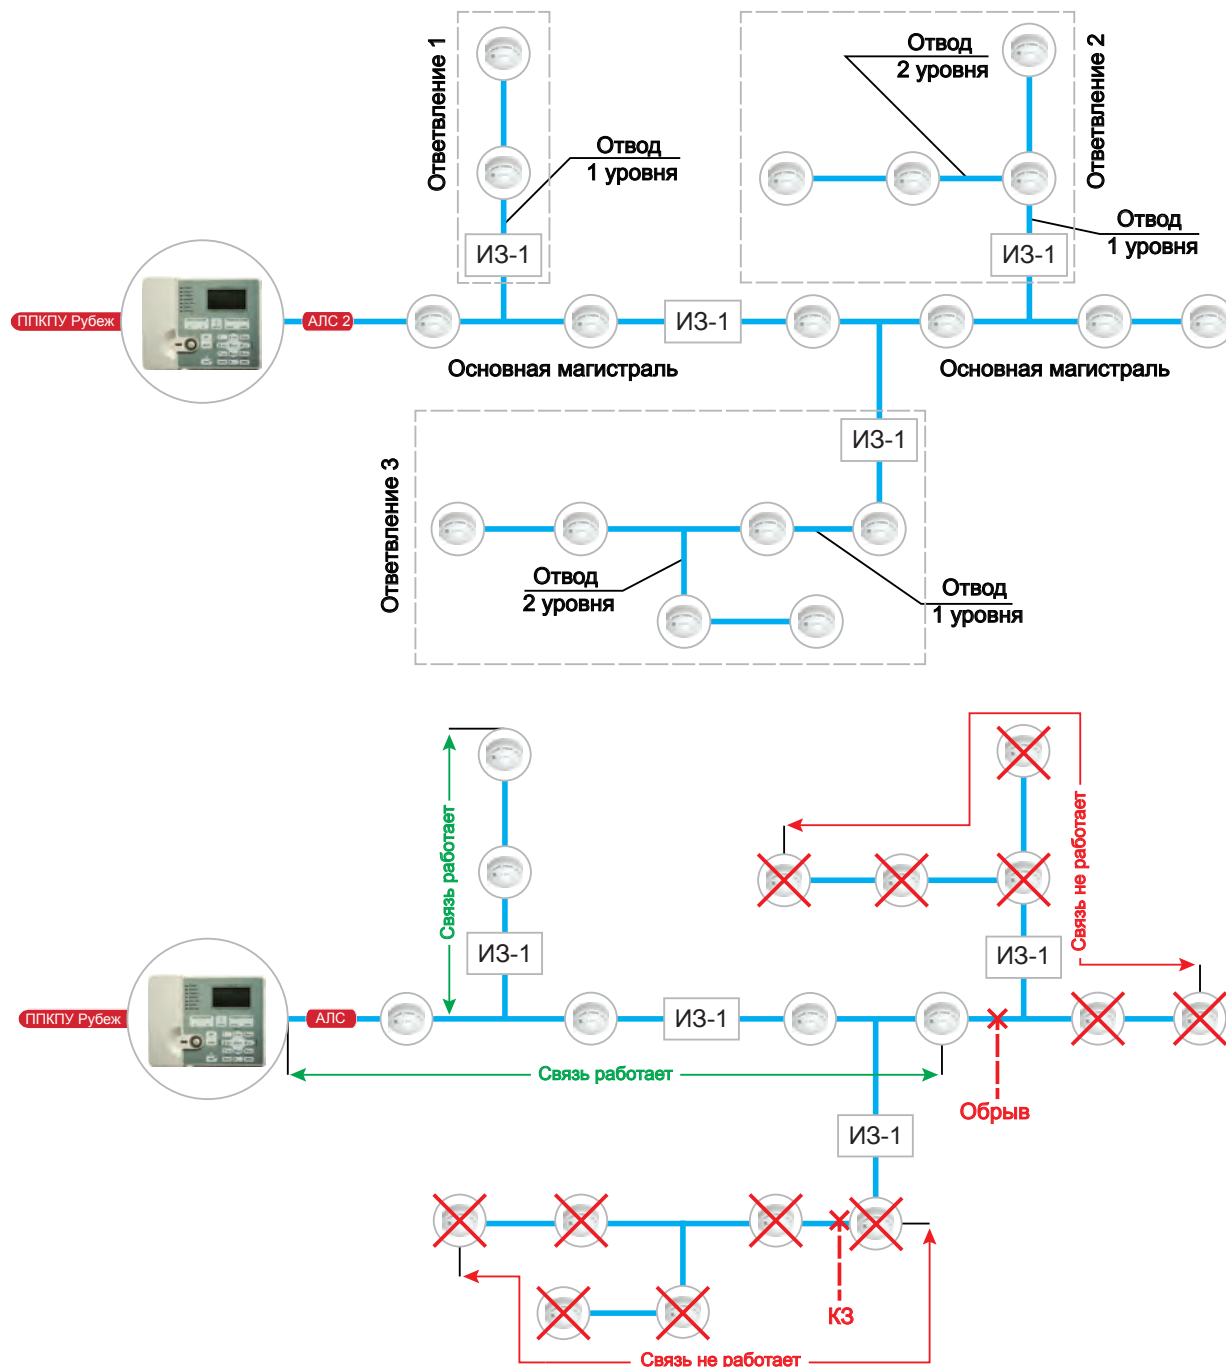 Ответвление 1
Отвод
1 уровня
ИЗ-1
Отвод
2 уровня
Ответвление 2
Отвод
1 уровня
ИЗ-1
ППКПУ Рубеж
АЛС 2
ИЗ-1
Основная магистраль
Основная магистраль
ИЗ-1
Ответвление 3
Отвод
2 уровня
Отвод
1 уровня
Связь работает
ИЗ-1
Связь не работает
ИЗ-1
ППКПУ Рубеж
АЛС
ИЗ-1
Связь работает
Обрыв
ИЗ-1
КЗ
Связь не работает